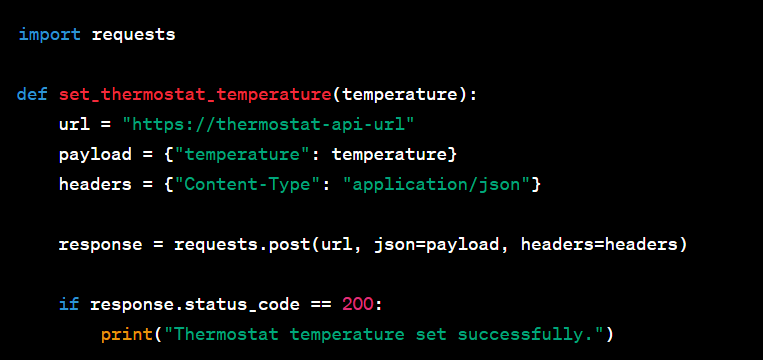 import requests
def set_thermostat_temperature(temperature):
    url = "https://thermostat-api-url"
    payload = {"temperature": temperature}
    headers = {"Content-Type": "application/json"}
    response = requests.post(url, json=payload, headers=headers)
    if response.status_code == 200:
        print("Thermostat temperature set successfully.")